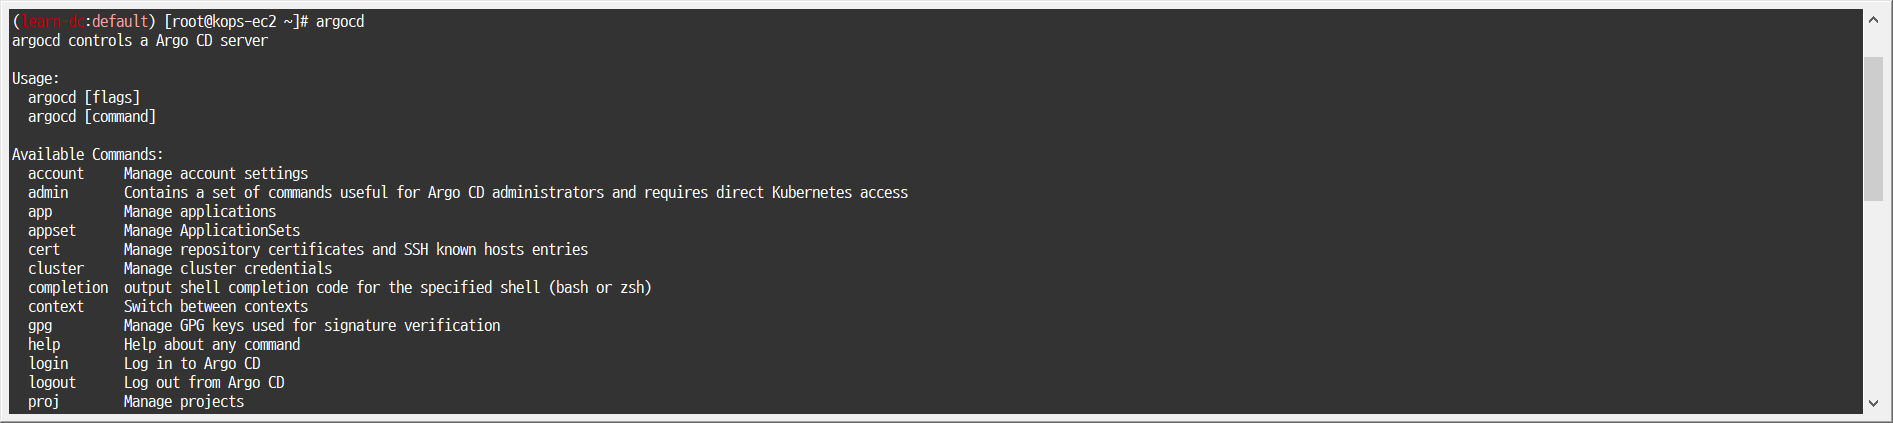 (learn-dc:default) [root@kops-ec2 ~]# argocd
argocd controls a Argo CD server
Usage:
argocd [flags]
argocd [command]
Available Commands:
account Manage account settings
admin Contains a set of commands useful for Argo CD administrators and requires direct Kubernetes access
app Manage applications
appset Manage ApplicationSets
cert Manage repository certificates and SSH known hosts entries
cluster Manage cluster credentials
completion output shell completion code for the specified shell (bash or zsh)
context Switch between contexts
gpg Manage GPG keys used for signature verification
help Help about any command
login Log in to Argo CD
logout Log out from Argo CD
proj Manage projects